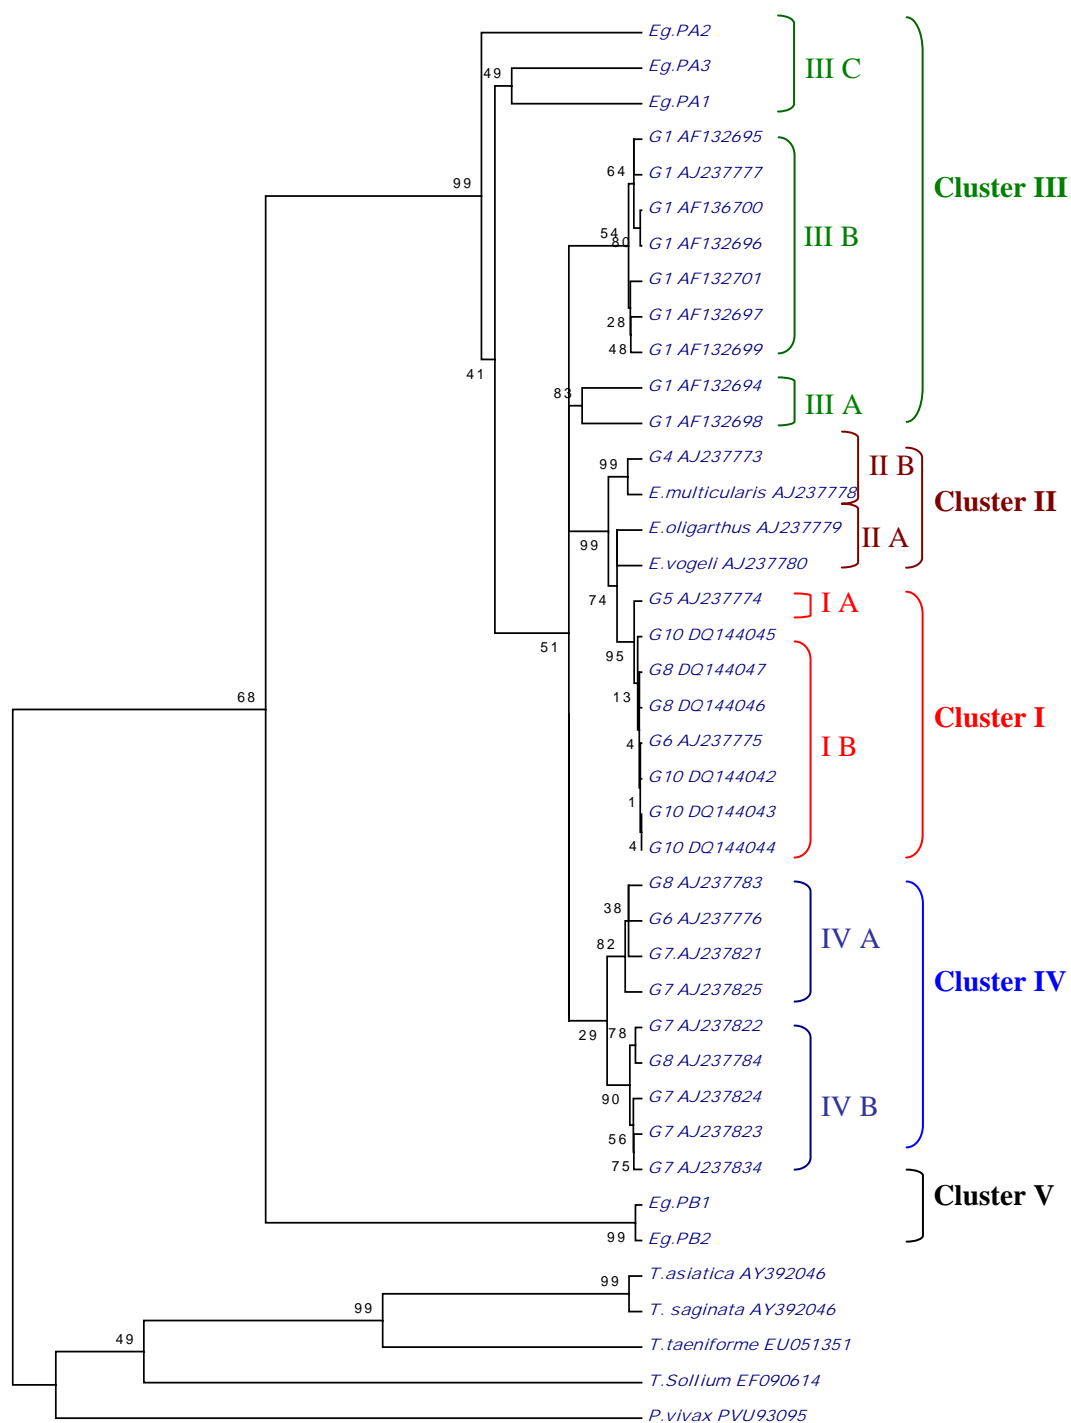 Eg.PA2
Eg.PA3
Eg.PA1
III C
49
99
41
G1 AF132695
G1 AJ237777
G1 AF136700
G1 AF132696
G1 AF132701
G1 AF132697
G1 AF132699
III B
Cluster III
64
54
80
28
48
G1 AF132694
G1 AF132698
III A
83
G4 AJ237773
E.multicularis AJ237778
II B
E.oligarthus AJ237779
E.vogeli AJ237780
II A
Cluster II
99
99
74
G5 AJ237774
I A
G10 DQ144045
G8 DQ144047
G8 DQ144046
G6 AJ237775
G10 DQ144042
G10 DQ144043
G10 DQ144044
I B
Cluster I
51
95
13
4
1
4
68
G8 AJ237783
G6 AJ237776
G7.AJ237821
G7 AJ237825
IV A
38
82
29
G7 AJ237822
G8 AJ237784
G7 AJ237824
G7 AJ237823
G7 AJ237834
IV B
Cluster IV
78
90
56
75
Eg.PB1
Eg.PB2
Cluster V
99
T.asiatica AY392046
T. saginata AY392046
T.taeniforme EU051351
T.Sollium EF090614
P.vivax PVU93095
99
99
49